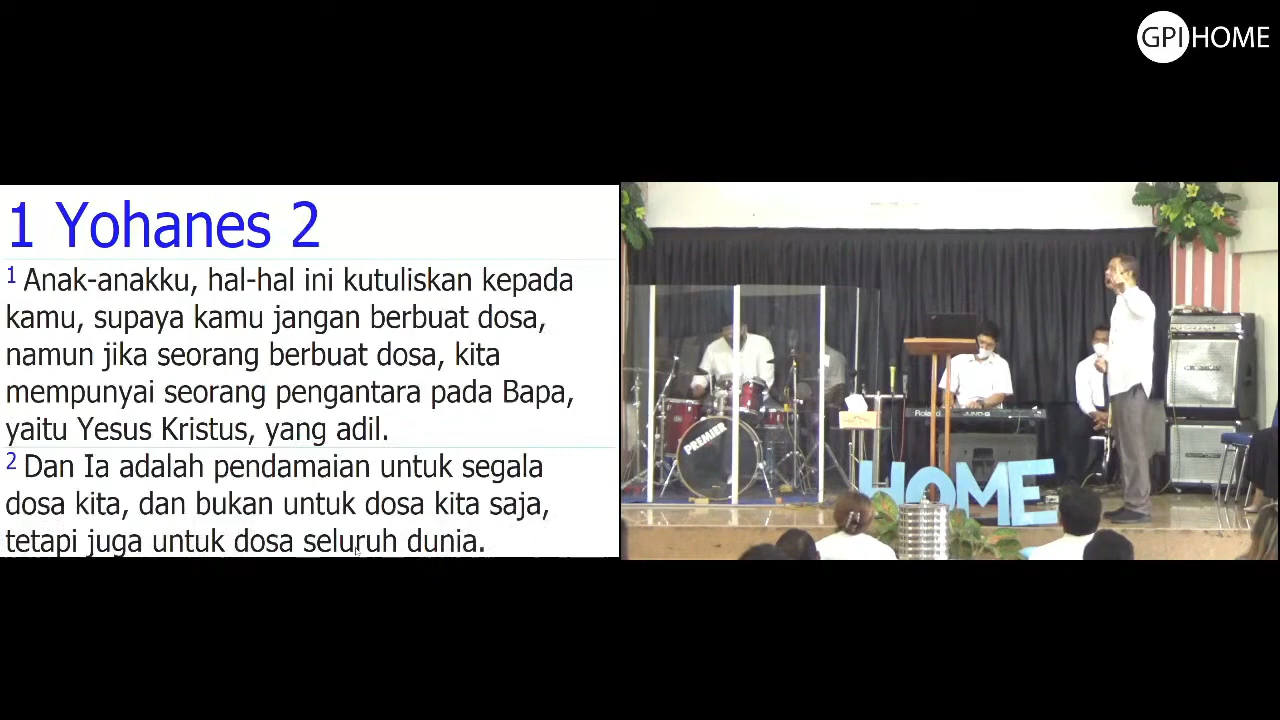 GPI HOME
1 Yohanes 2
1 Anak-anakku, hal-hal ini kutuliskan kepada
kamu, supaya kamu jangan berbuat dosa,
namun jika seorang berbuat dosa, kita
mempunyai seorang pengantara pada Bapa,
yaitu Yesus Kristus, yang adil.
2 Dan Ia adalah pendamaian untuk segala
dosa kita, dan bukan untuk dosa kita saja,
tetapi juga untuk dosa seluruh dunia.
PREMIER
Roland
JUNO-G
HOME